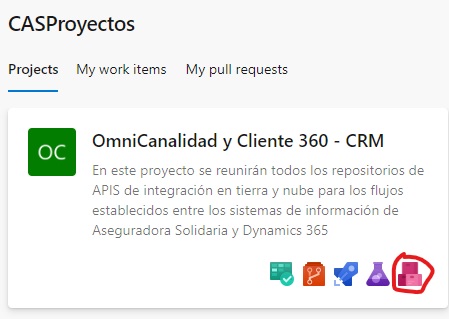 CASProyectos
Projects My work items My pull requests
OC
OmniCanalidad y Cliente 360 - CRM
En este proyecto se reunirán todos los repositorios de
APIS de integración en tierra y nube para los flujos
establecidos entre los sistemas de información de
Aseguradora Solidaria y Dynamics 365